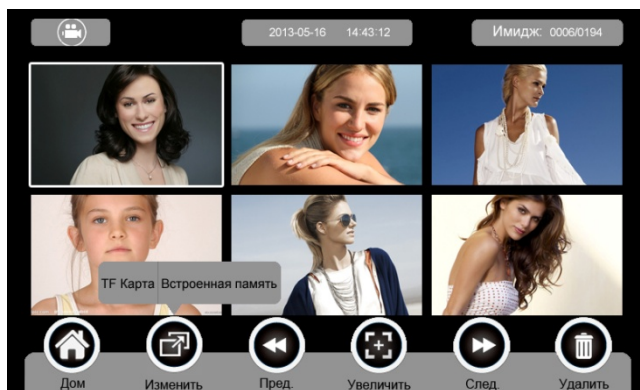 2013-05-16 14:43:12
Имидж: 0006/0194
TF Карта Встроенная память
Дом Изменить Пред. Увеличить След. Удалить